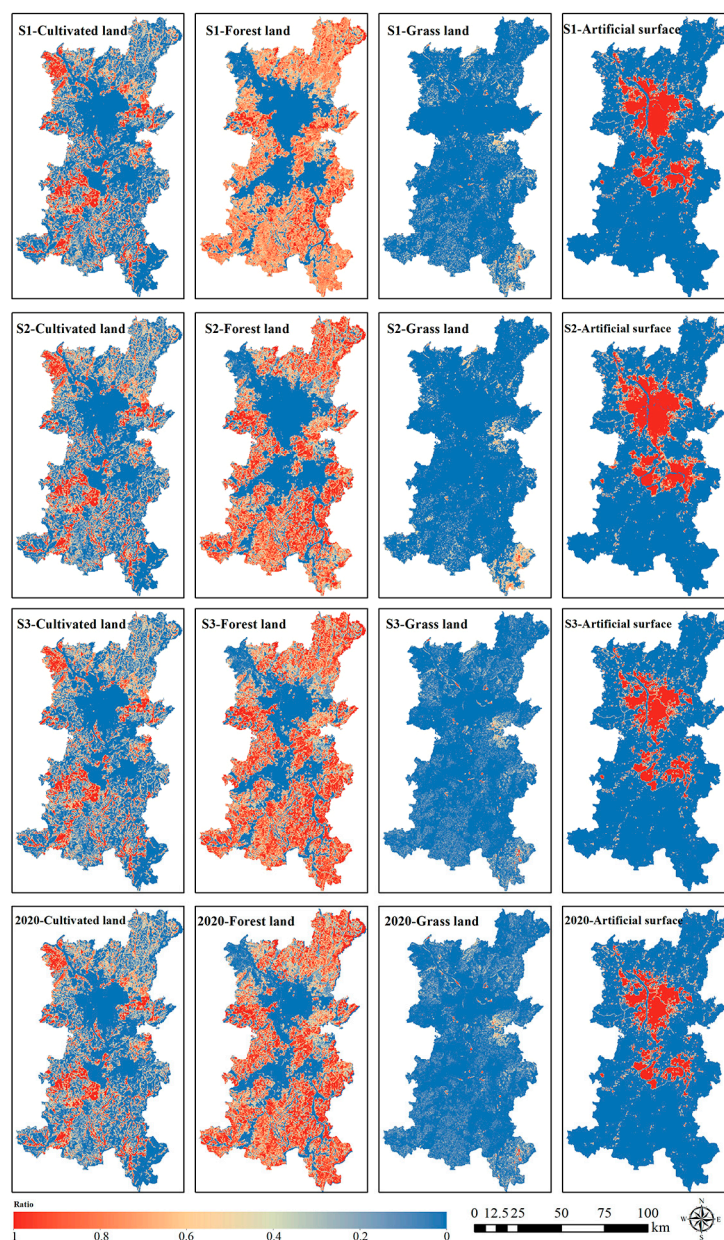 S1-Cultivated land
S1-Forest land
S1-Grass land
S1-Artificial surface
S2-Cultivated land
S2-Forest land
S2-Grass land
S2-Artificial surface
S3-Cultivated land
S3-Forest land
S3-Grass land
S3-Artificial surface
2020-Cultivated land
2020-Forest land
2020-Grass land
2020-Artificial surface
Ratio
1 0.8 0.6 0.4 0.2 0
0 12.525 50 75 100
km
N
W E
S